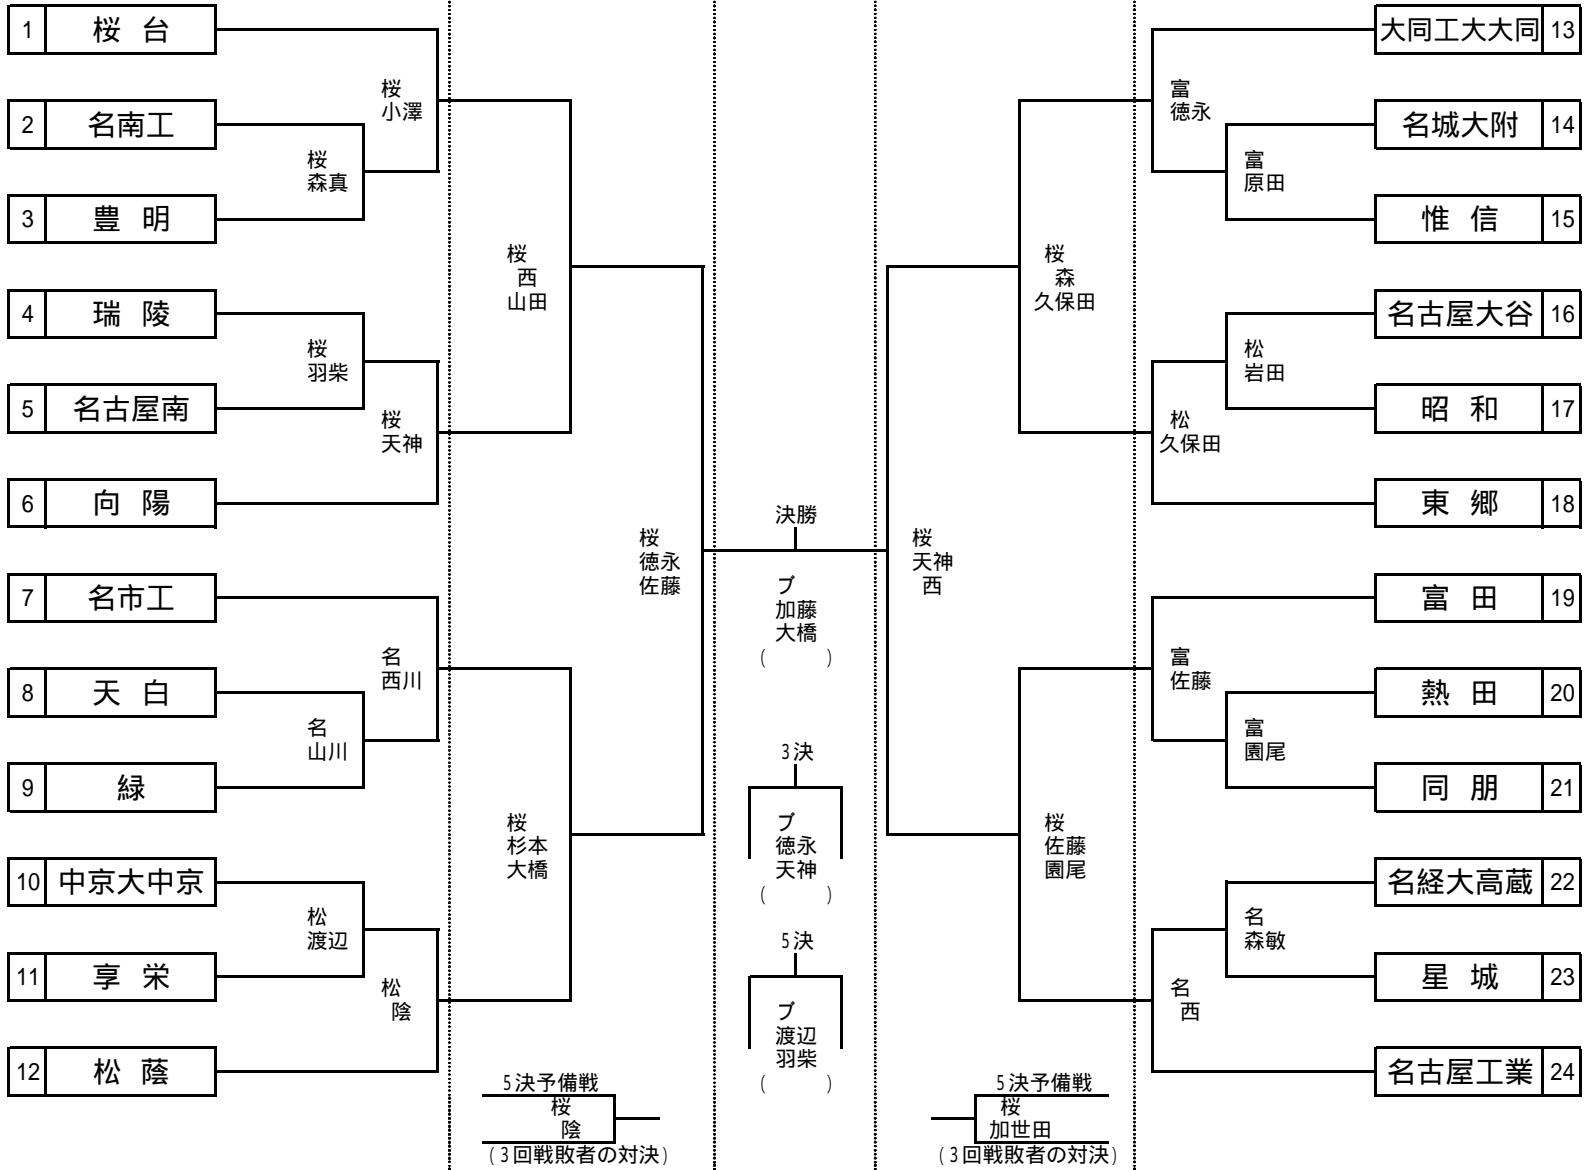 1 桜 台
2 名南工
3 豊 明
4 瑞 陵
5 名古屋南
6 向 陽
7 名市工
8 天 白
9 緑
10 中京大中京
11 享 栄
12 松 蔭
桜
森真
桜
羽柴
名
山川
松
渡辺
桜
小澤
桜
天神
名
西川
松
陰
桜
西
山田
桜
杉本
大橋
5決予備戦
桜
陰
(3回戦敗者の対決)
桜
徳永
佐藤
決勝
ブ
加藤
大橋
( )
3決
ブ
徳永
天神
( )
5決
ブ
渡辺
羽柴
( )
桜
天神
西
桜
森
久保田
桜
佐藤
園尾
5決予備戦
桜
加世田
(3回戦敗者の対決)
富
徳永
松
久保田
富
佐藤
名
西
富
原田
松
岩田
富
園尾
名
森敏
大同工大大同 13
名城大附 14
惟 信 15
名古屋大谷 16
昭 和 17
東 郷 18
富 田 19
熱 田 20
同 朋 21
名経大高蔵 22
星 城 23
名古屋工業 24